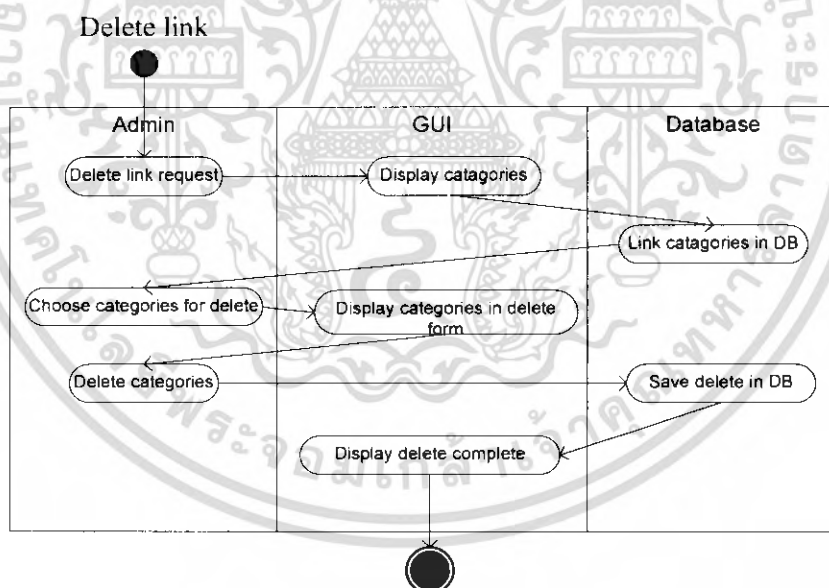 Delete link
Admin
GUI
Database
Delete link request
Display catagories
Link catagories in DB
Choose categories for delete
Display categories in delete
form
Delete categories
Save delete in DB
Display delete complete